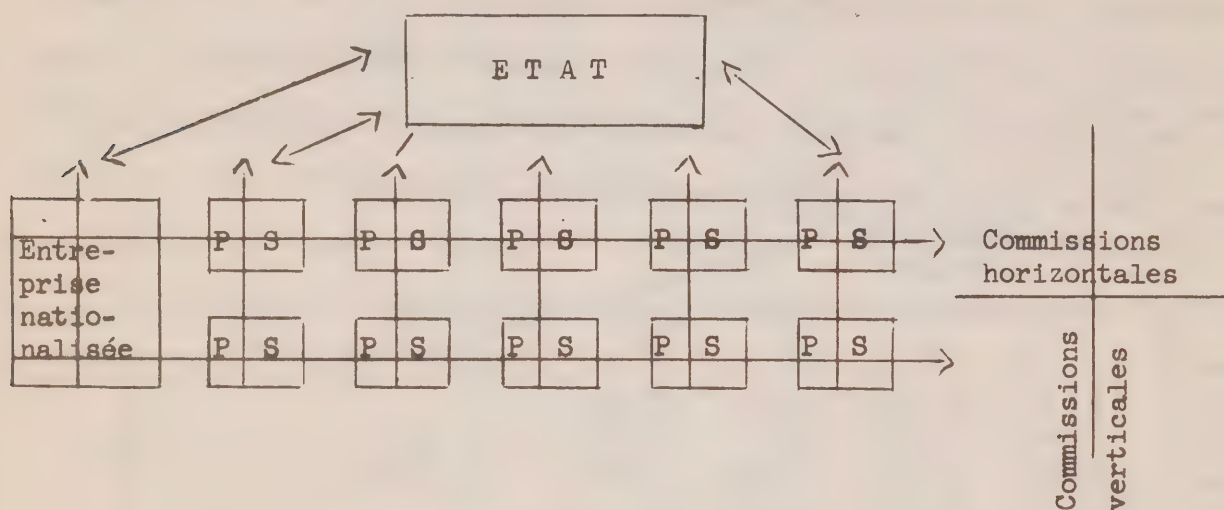 E T A T
Entre-
prise
natio-
nalisée
P S P S P S P S P S
P S P S P S P S P S
Commissions
horizontales
Commissions
verticales